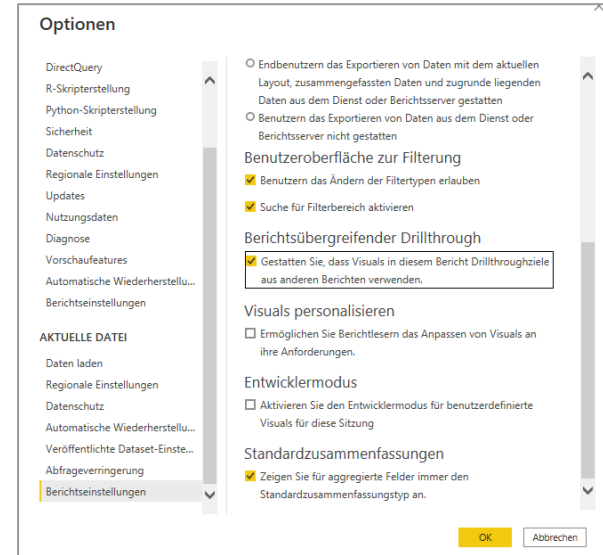 Optionen
DirectQuery
R-Skripterstellung
Python-Skripterstellung
Sicherheit
Datenschutz
Regionale Einstellungen
Updates
Nutzungsdaten
Diagnose
Vorschaufeatures
Automatische Wiederherstellu...
Berichtseinstellungen
AKTUELLE DATEI
Daten laden
Regionale Einstellungen
Datenschutz
Automatische Wiederherstellu...
Veröffentlichte Dataset-Einste...
Abfrageverringerung
Berichtseinstellungen
Endbenutzern das Exportieren von Daten mit dem aktuellen
Layout, zusammengefassten Daten und zugrunde liegenden
Daten aus dem Dienst oder Berichtsserver gestatten
Benutzern das Exportieren von Daten aus dem Dienst oder
Berichtsserver nicht gestatten
Benutzeroberfläche zur Filterung
Benutzern das Ändern der Filtertypen erlauben
Suche für Filterbereich aktivieren
Berichtsübergreifender Drillthrough
Gestatten Sie, dass Visuals in diesem Bericht Drillthroughziele
aus anderen Berichten verwenden.
Visuals personalisieren
Ermöglichen Sie Berichtlesern das Anpassen von Visuals an
ihre Anforderungen.
Entwicklermodus
Aktivieren Sie den Entwicklermodus für benutzerdefinierte
Visuals für diese Sitzung
Standardzusammenfassungen
Zeigen Sie für aggregierte Felder immer den
Standardzusammenfassungstyp an.
OK
Abbrechen